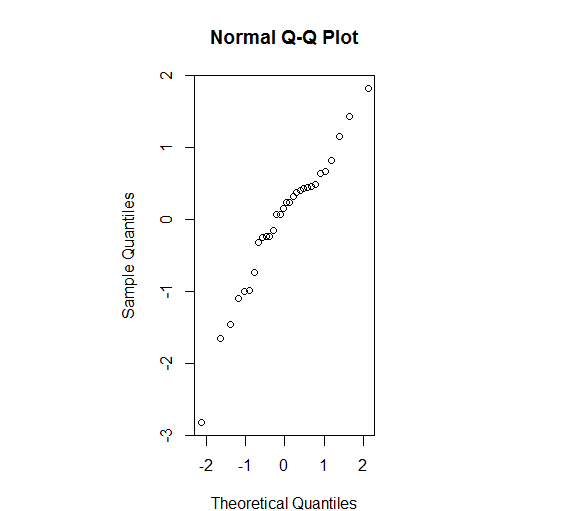 Normal Q-Q Plot
Sample Quantiles
2
1
0
-1
-2
-3
-2 -1 0 1 2
Theoretical Quantiles